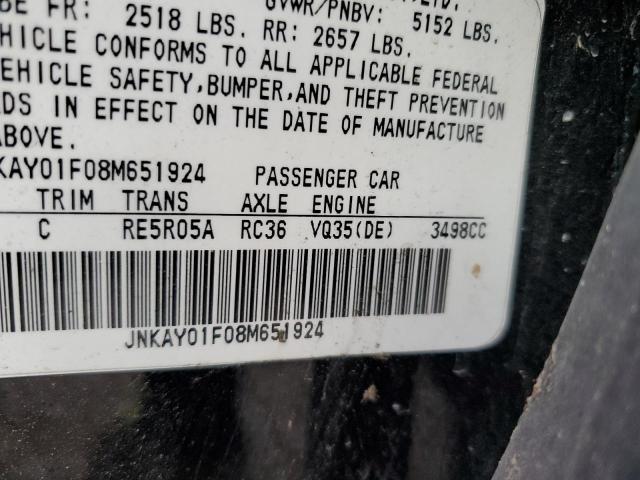 FR: 2518 LBS. RR: 2657 LBS.
GVWR/PNBV: 5152 LBS.
VEHICLE CONFORMS TO ALL APPLICABLE FEDERAL
VEHICLE SAFETY, BUMPER, AND THEFT PREVENTION
IN EFFECT ON THE DATE OF MANUFACTURE
ABOVE.
KAY01F08M651924 PASSENGER CAR
TRIM TRANS AXLE ENGINE
C RE5R05A RC36 VQ35(DE) 3498CC
JNKAY01F08M651924